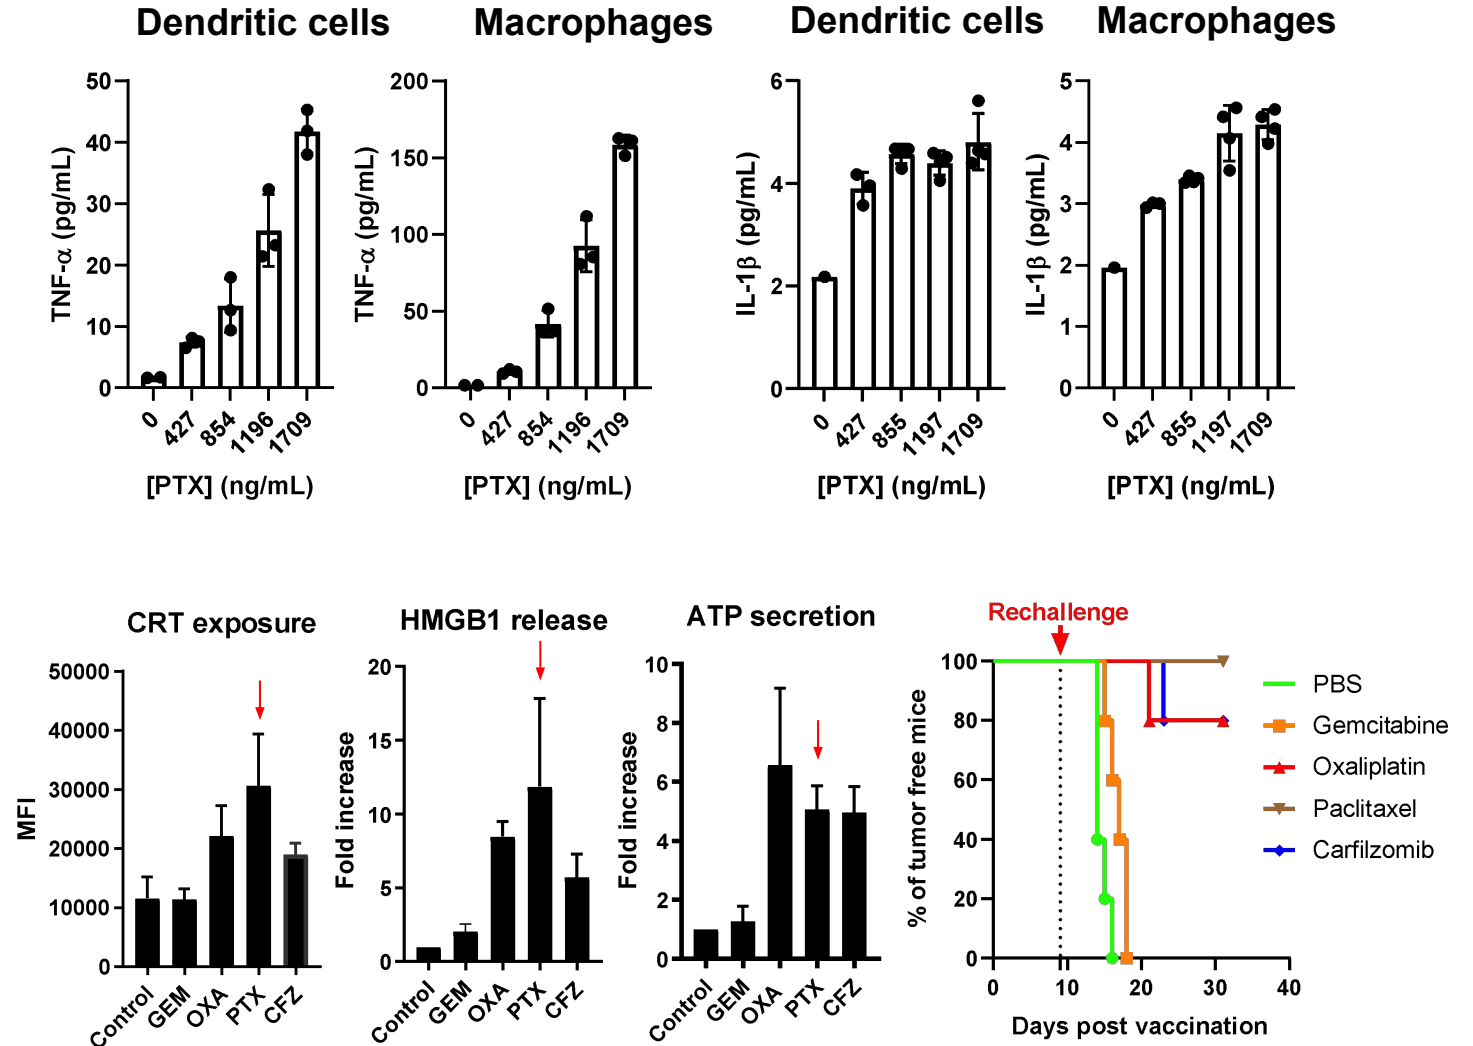 Dendritic cells
Macrophages
Dendritic cells
Macrophages
TNF-α (pg/mL)
50
40
30
20
10
0
0
427
854
1196
1709
[PTX] (ng/mL)
TNF-α (pg/mL)
200
150
100
50
0
0
427
854
1196
1709
[PTX] (ng/mL)
IL-1β (pg/mL)
6
4
2
0
0
427
855
1197
1709
[PTX] (ng/mL)
IL-1β (pg/mL)
5
4
3
2
1
0
0
427
855
1197
1709
[PTX] (ng/mL)
CRT exposure
MFI
50000
40000
30000
20000
10000
0
Control
GEM
OXA
PTX
CFZ
HMGB1 release
Fold increase
20
15
10
5
0
Control
GEM
OXA
PTX
CFZ
ATP secretion
Fold increase
10
8
6
4
2
0
Control
GEM
OXA
PTX
CFZ
Rechallenge
% of tumor free mice
100
80
60
40
20
0
0
10
20
30
40
Days post vaccination
PBS
Gemcitabine
Oxaliplatin
Paclitaxel
Carfilzomib